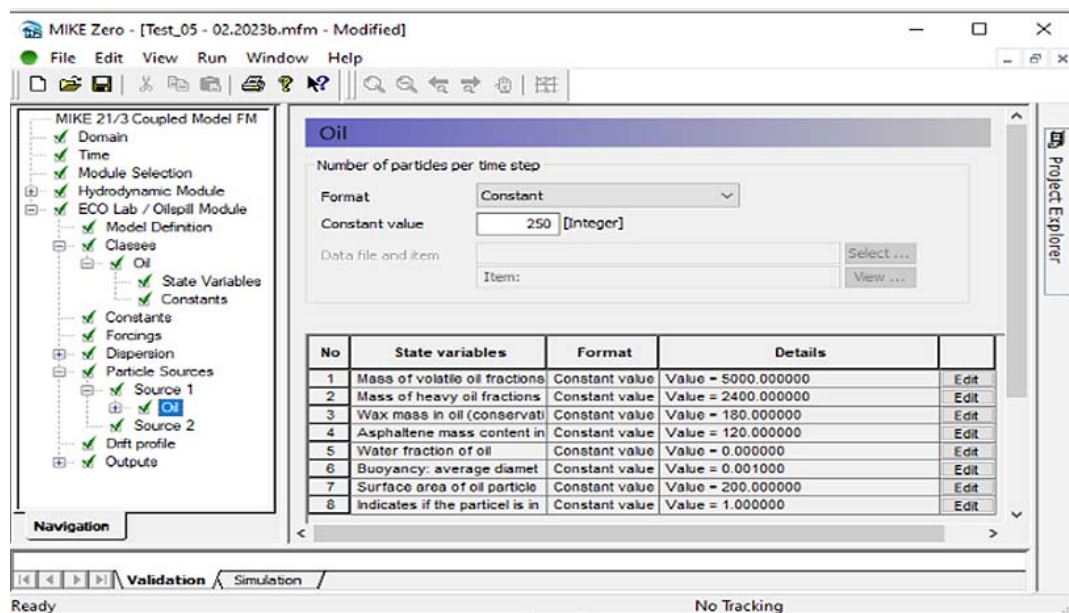 MIKE Zero - [Test_05 - 02.2023b.mfm - Modified]
File Edit View Run Window Help
MIKE 21/3 Coupled Model FM
Domain
Time
Module Selection
Hydrodynamic Module
ECO Lab / Oilspill Module
Model Definition
Classes
Oil
State Variables
Constants
Constants
Forcings
Dispersion
Particle Sources
Source 1
Oil
Source 2
Drift profile
Outputs
Navigation
Oil
Number of particles per time step
Format Constant
Constant value 250 [Integer]
Data file and item Select ...
Item: View ...
No State variables Format Details
1 Mass of volatile oil fractions Constant value Value = 5000.000000 Edit
2 Mass of heavy oil fractions Constant value Value = 2400.000000 Edit
3 Wax mass in oil (conservati Constant value Value = 180.000000 Edit
4 Asphaltene mass content in Constant value Value = 120.000000 Edit
5 Water fraction of oil Constant value Value = 0.000000 Edit
6 Buoyancy: average diamet Constant value Value = 0.001000 Edit
7 Surface area of oil particle Constant value Value = 200.000000 Edit
8 Indicates if the particel is in Constant value Value = 1.000000 Edit
Project Explorer
Validation Simulation
Ready No Tracking